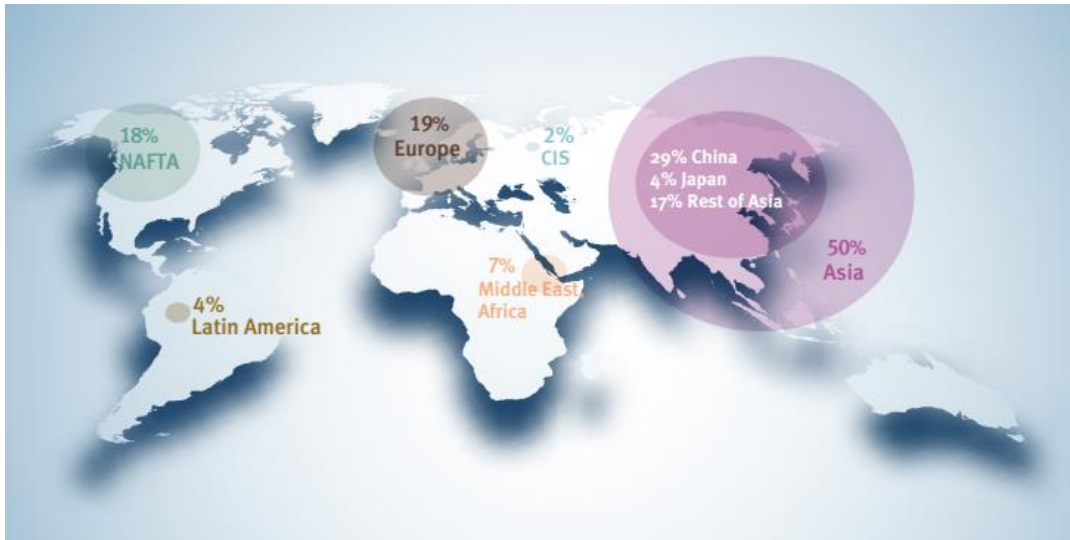 18%
NAFTA
19%
Europe
2%
CIS
29% China
4% Japan
17% Rest of Asia
50%
Asia
7%
Middle East,
Africa
4%
Latin America